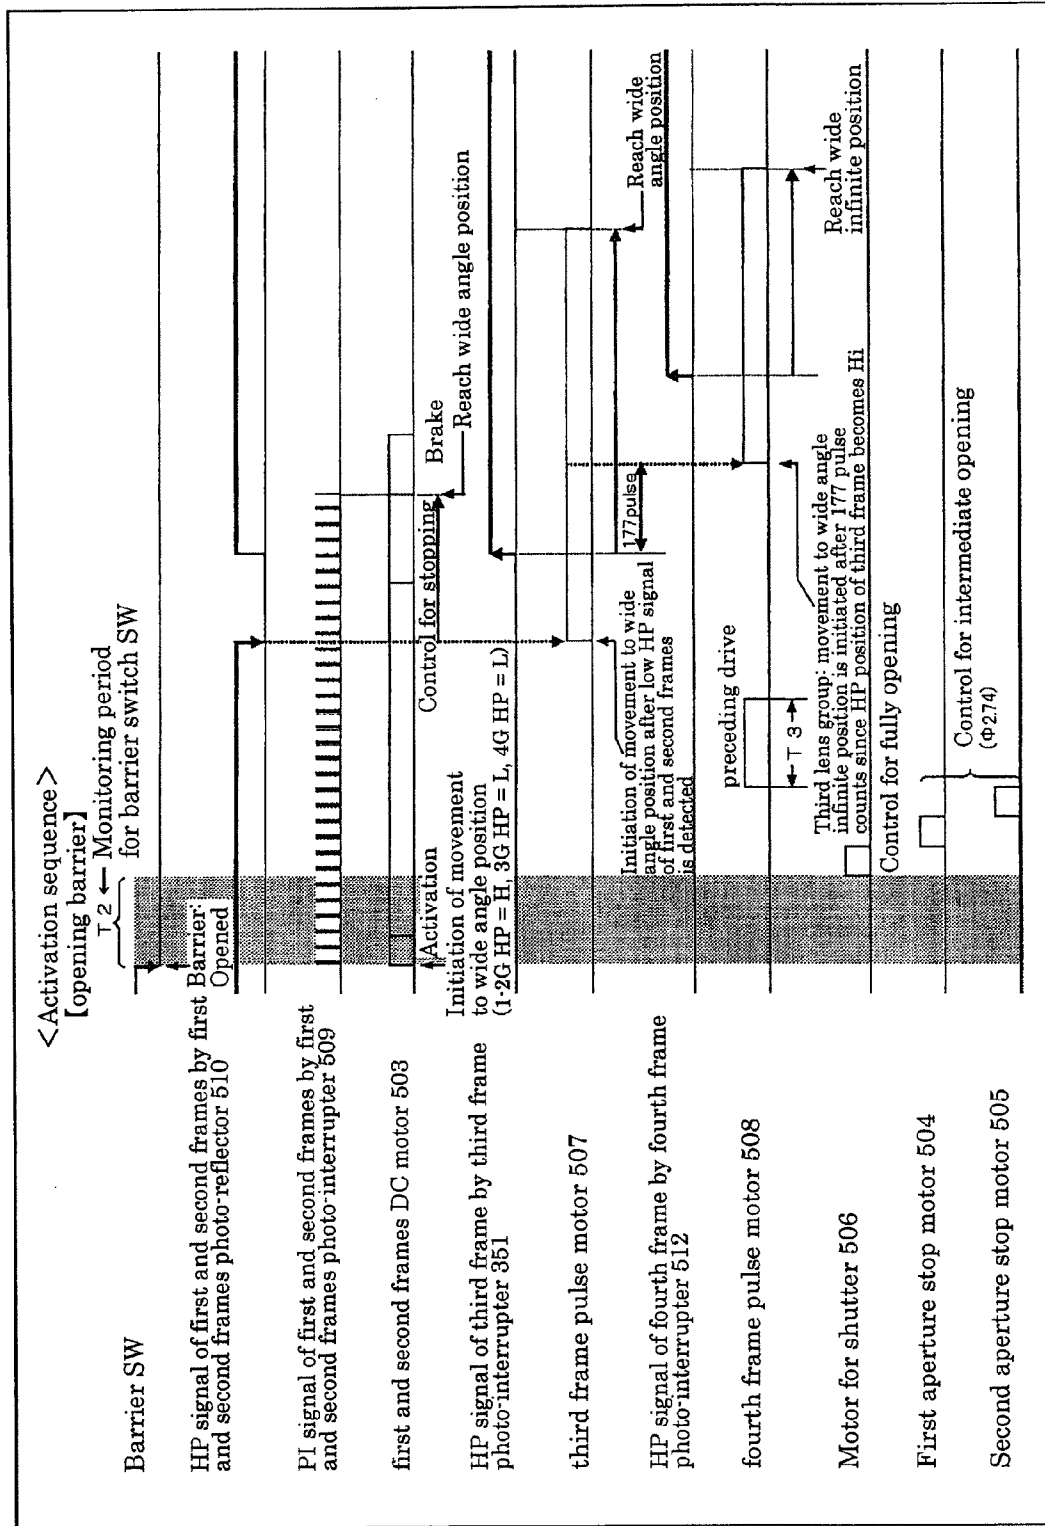 <Activation sequence>
【opening barrier】
T 2
Monitoring period
for barrier switch SW
Barrier SW
Barrier:
Opened
HP signal of first and second frames by first
and second frames photo-reflector 510
PI signal of first and second frames by first
and second frames photo-interrupter 509
first and second frames DC motor 503
Activation
Control for stopping
Brake
Initiation of movement
to wide angle position
(1-2G HP = H, 3G HP = L, 4G HP = L)
Reach wide angle position
HP signal of third frame by third frame
photo-interrupter 351
third frame pulse motor 507
Initiation of movement to wide
angle position after low HP signal
of first and second frames
is detected
177pulse
Reach wide
angle position
HP signal of fourth frame by fourth frame
photo-interrupter 512
fourth frame pulse motor 508
preceding drive
T 3
Third lens group: movement to wide angle
infinite position is initiated after 177 pulse
counts since HP position of third frame becomes Hi
Reach wide
infinite position
Motor for shutter 506
Control for fully opening
First aperture stop motor 504
Second aperture stop motor 505
Control for intermediate opening
(Φ2.74)